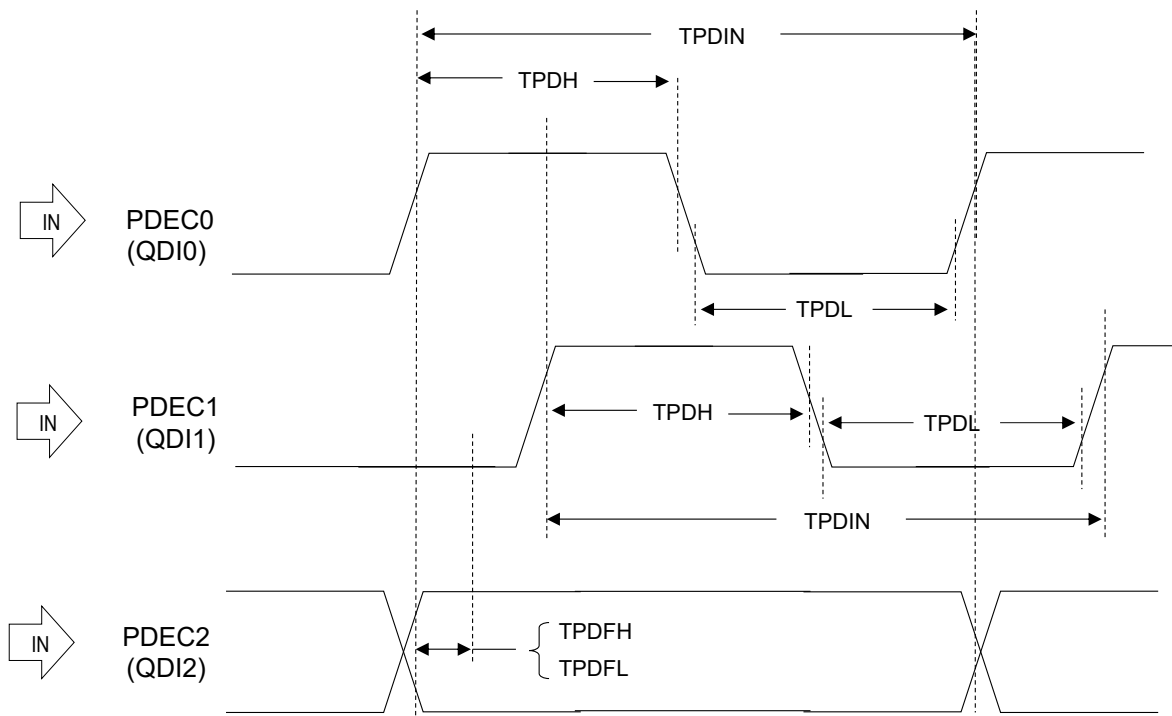 TPDIN
TPDH
IN
PDEC0
(QDI0)
TPDL
IN
PDEC1
(QDI1)
TPDH
TPDL
TPDIN
IN
PDEC2
(QDI2)
TPDFH
TPDFL